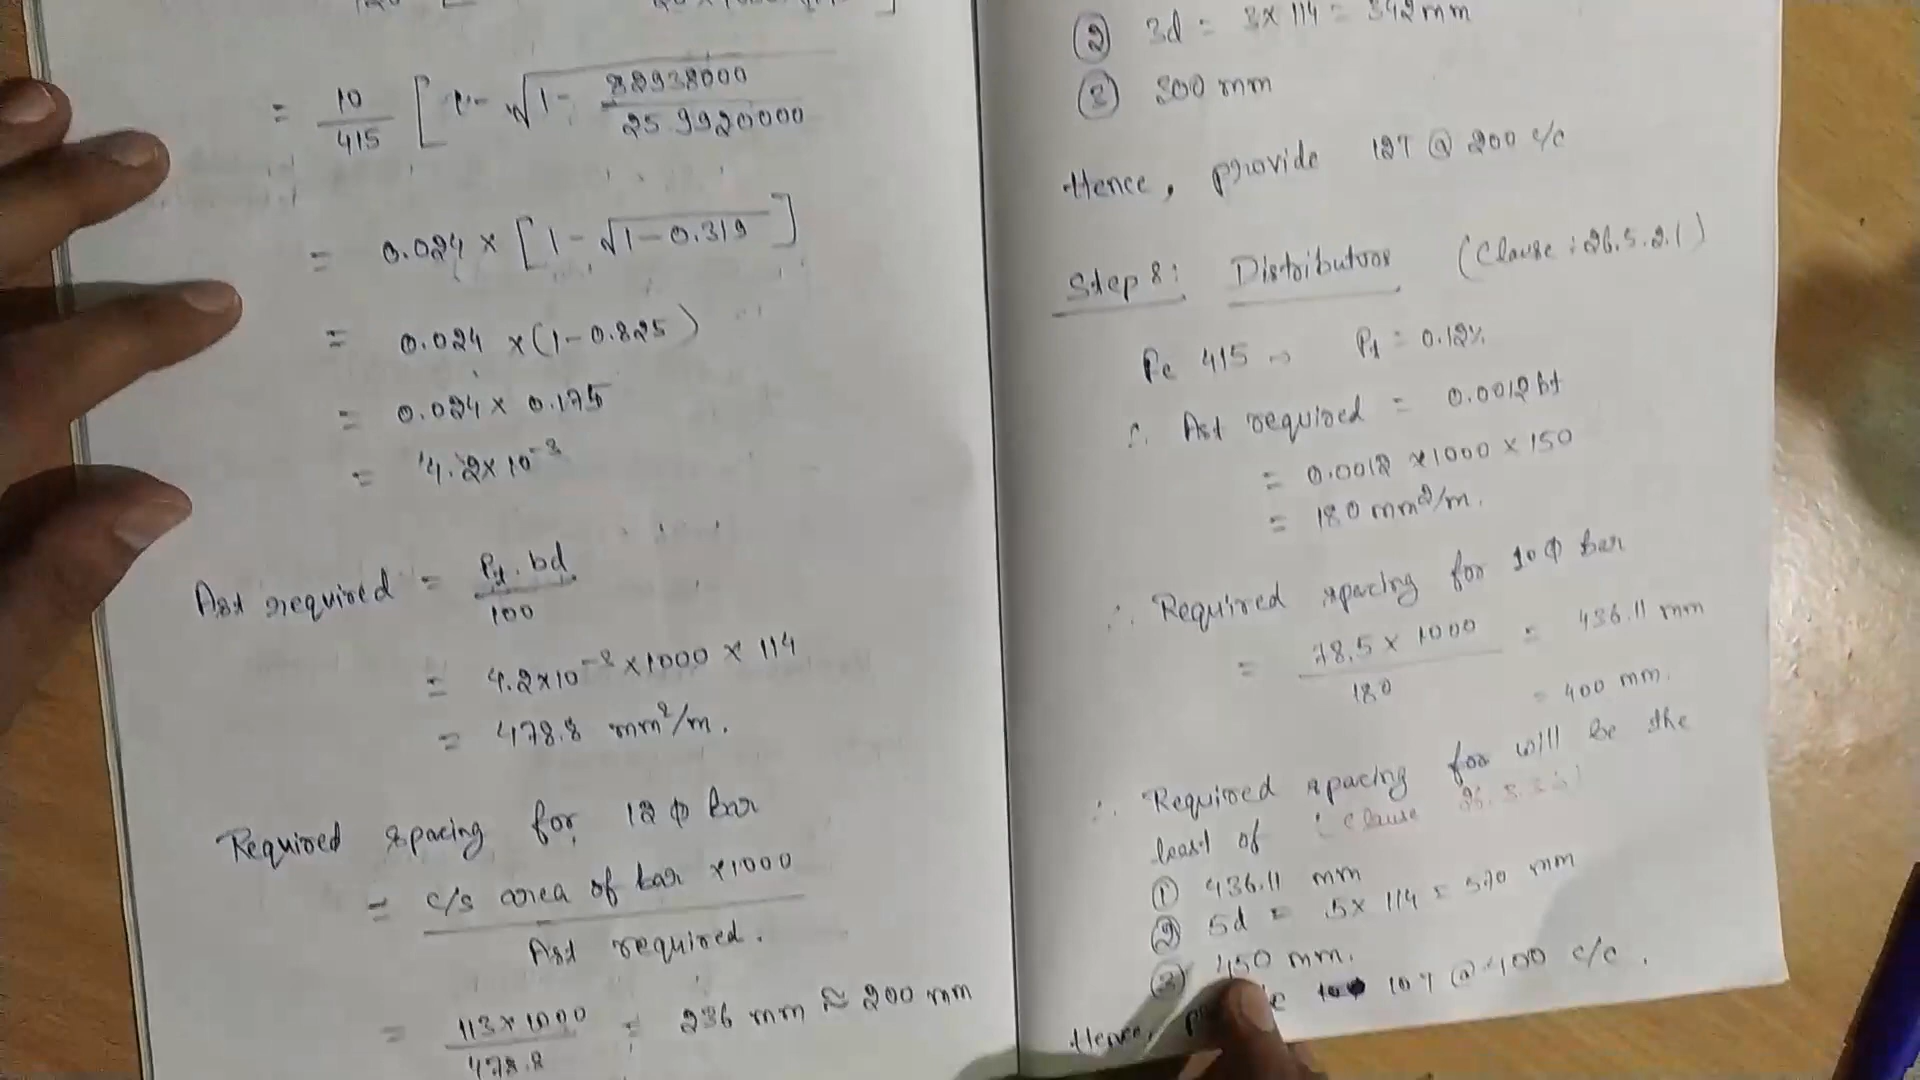 = 10/415 [ 1- √1- 82938000/259920000
= 0.024 × [ 1 - √1-0.319 ]
= 0.024 × (1-0.825)
= 0.024 × 0.175
= 4.2×10⁻³
Ast required = Pt. bd/100
= 4.2×10⁻³ ×1000 × 114
= 478.8 mm²/m.
Required spacing for 12 ϕ bar
= c/s area of bar ×1000
Ast required.
= 113×1000/478.8 = 236 mm ≈ 200 mm
② 3d = 3×114 = 342mm
③ 300 mm
Hence, provide 12T @ 200 c/c
Step 8: Distributors (Clause : 26.5.2.1)
Fe 415 → Pt = 0.12%
∴ Ast required = 0.0012 bt
= 0.0012 ×1000 × 150
= 180 mm²/m.
∴ Required spacing for 10 ϕ bar
= 78.5 × 1000/180 = 436.11 mm
= 400 mm.
∴ Required spacing for will be the
least of : Clause
① 436.11 mm
② 5d = 5× 114 = 570 mm
③ 450 mm.
Hence, 10T @ 400 c/c.